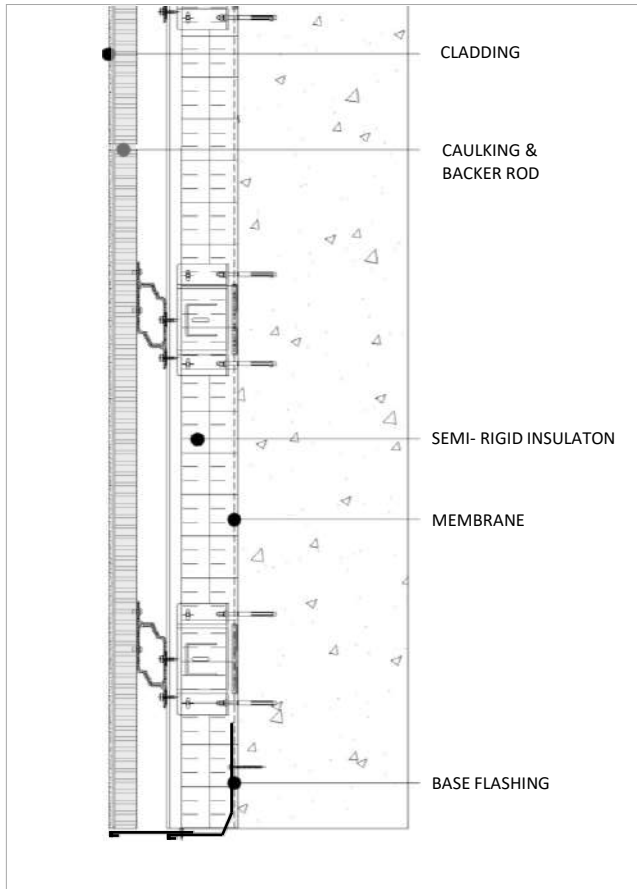 CLADDING
CAULKING &
BACKER ROD
SEMI- RIGID INSULATON
MEMBRANE
BASE FLASHING